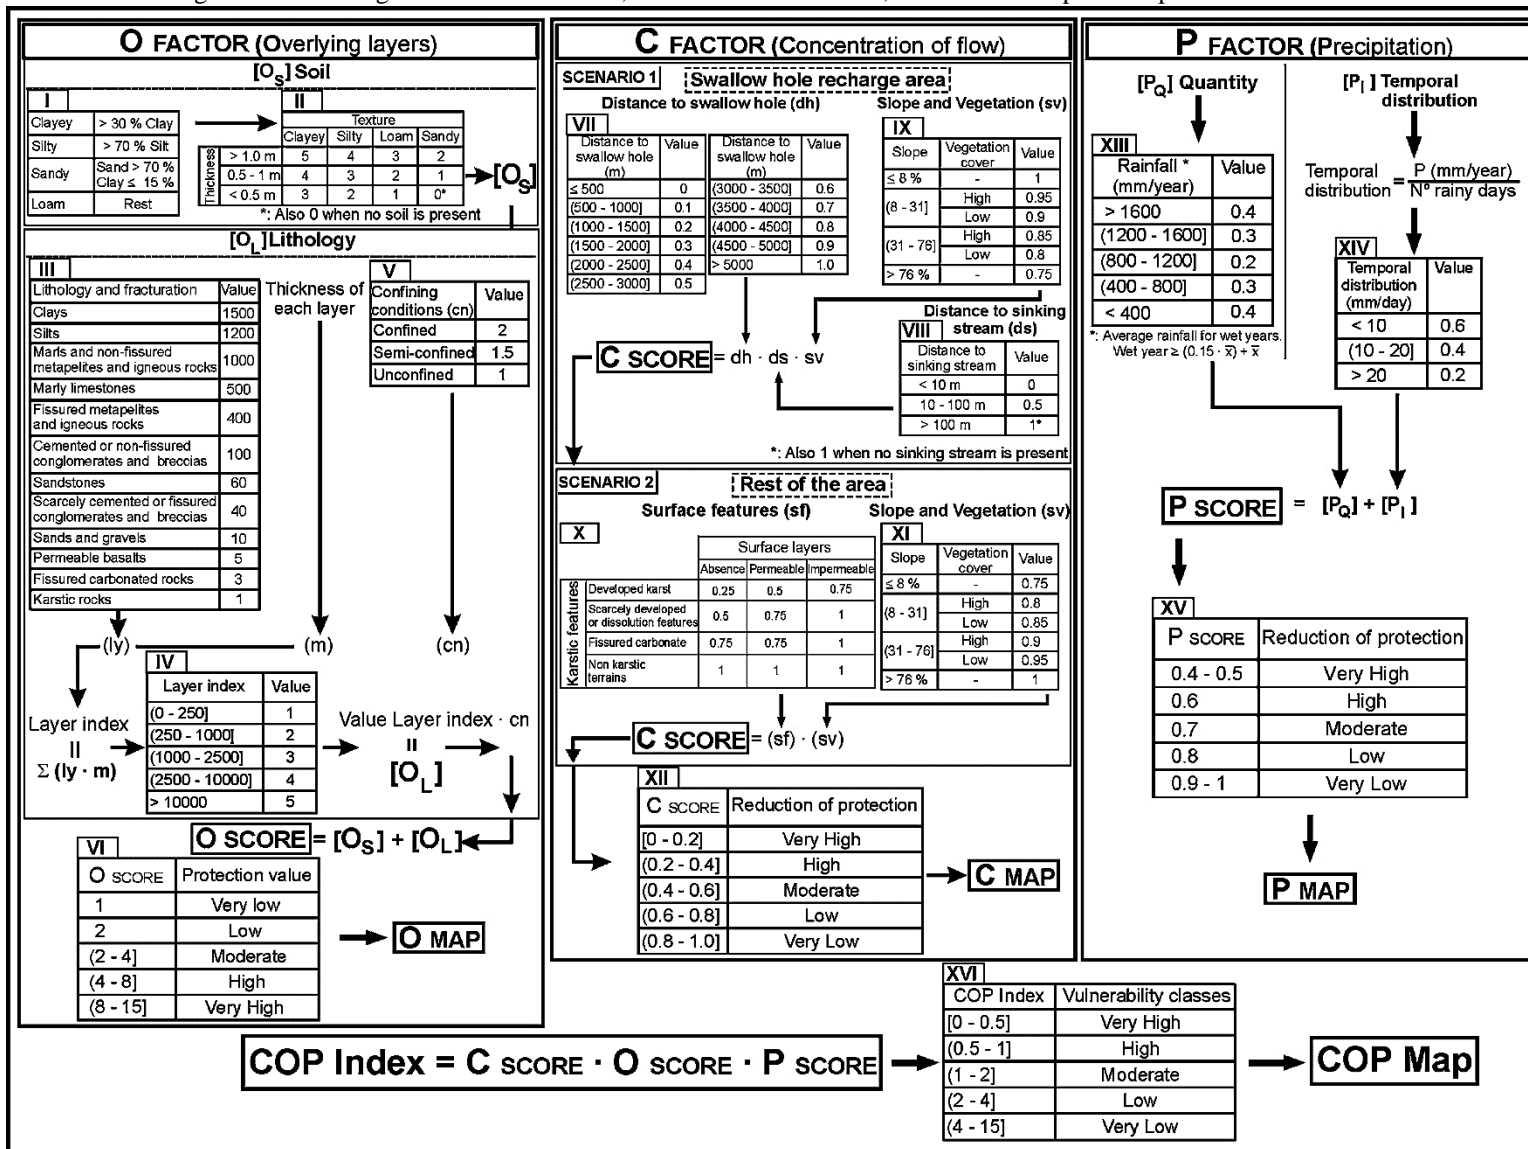 O FACTOR (Overlying layers)
[OS] Soil
I
Clayey > 30 % Clay
Silty > 70 % Silt
Sandy Sand > 70 % Clay ≤ 15 %
Loam Rest
II
Texture
Clayey Silty Loam Sandy
Thickness
> 1.0 m 5 4 3 2
0.5 - 1 m 4 3 2 1
< 0.5 m 3 2 1 0*
[OS]
*: Also 0 when no soil is present
[OL]Lithology
III
Lithology and fracturation Value
Clays 1500
Silts 1200
Marls and non-fissured metapelites and igneous rocks 1000
Marly limestones 500
Fissured metapelites and igneous rocks 400
Cemented or non-fissured conglomerates and breccias 100
Sandstones 60
Scarcely cemented or fissured conglomerates and breccias 40
Sands and gravels 10
Permeable basalts 5
Fissured carbonated rocks 3
Karstic rocks 1
Thickness of
each layer
V
Confining conditions (cn) Value
Confined 2
Semi-confined 1.5
Unconfined 1
(ly) (m) (cn)
Layer index
II
Σ (ly · m)
IV
Layer index Value
(0 - 250] 1
(250 - 1000] 2
(1000 - 2500] 3
(2500 - 10000] 4
> 10000 5
Value Layer index · cn
II
[OL]
O SCORE = [OS] + [OL]
VI
O SCORE Protection value
1 Very low
2 Low
(2 - 4] Moderate
(4 - 8] High
(8 - 15] Very High
O MAP
C FACTOR (Concentration of flow)
SCENARIO 1 Swallow hole recharge area
Distance to swallow hole (dh)
VII
Distance to swallow hole (m) Value Distance to swallow hole (m) Value
≤ 500 0 (3000 - 3500] 0.6
(500 - 1000] 0.1 (3500 - 4000] 0.7
(1000 - 1500] 0.2 (4000 - 4500] 0.8
(1500 - 2000] 0.3 (4500 - 5000] 0.9
(2000 - 2500] 0.4 > 5000 1.0
(2500 - 3000] 0.5
Slope and Vegetation (sv)
IX
Slope Vegetation cover Value
≤ 8 % - 1
(8 - 31] High 0.95
Low 0.9
(31 - 76] High 0.85
Low 0.8
> 76 % - 0.75
Distance to sinking
stream (ds)
VIII
Distance to sinking stream Value
< 10 m 0
10 - 100 m 0.5
> 100 m 1*
C SCORE = dh · ds · sv
*: Also 1 when no sinking stream is present
SCENARIO 2 Rest of the area
Surface features (sf)
X
Surface layers
Absence Permeable Impermeable
Karstic features
Developed karst 0.25 0.5 0.75
Scarcely developed or dissolution features 0.5 0.75 1
Fissured carbonate 0.75 0.75 1
Non karstic terrains 1 1 1
Slope and Vegetation (sv)
XI
Slope Vegetation cover Value
≤ 8 % - 0.75
(8 - 31] High 0.8
Low 0.85
(31 - 76] High 0.9
Low 0.95
> 76 % - 1
C SCORE = (sf) · (sv)
XII
C SCORE Reduction of protection
[0 - 0.2] Very High
(0.2 - 0.4] High
(0.4 - 0.6] Moderate
(0.6 - 0.8] Low
(0.8 - 1.0] Very Low
C MAP
P FACTOR (Precipitation)
[PQ] Quantity
XIII
Rainfall * (mm/year) Value
> 1600 0.4
(1200 - 1600] 0.3
(800 - 1200] 0.2
(400 - 800] 0.3
< 400 0.4
*: Average rainfall for wet years.
Wet year ≥ (0.15 · x̄) + x̄
[PI] Temporal
distribution
Temporal distribution = P (mm/year) / Nº rainy days
XIV
Temporal distribution (mm/day) Value
< 10 0.6
(10 - 20] 0.4
> 20 0.2
P SCORE = [PQ] + [PI]
XV
P SCORE Reduction of protection
0.4 - 0.5 Very High
0.6 High
0.7 Moderate
0.8 Low
0.9 - 1 Very Low
P MAP
COP Index = C SCORE · O SCORE · P SCORE
XVI
COP Index Vulnerability classes
[0 - 0.5] Very High
(0.5 - 1] High
(1 - 2] Moderate
(2 - 4] Low
(4 - 15] Very Low
COP Map